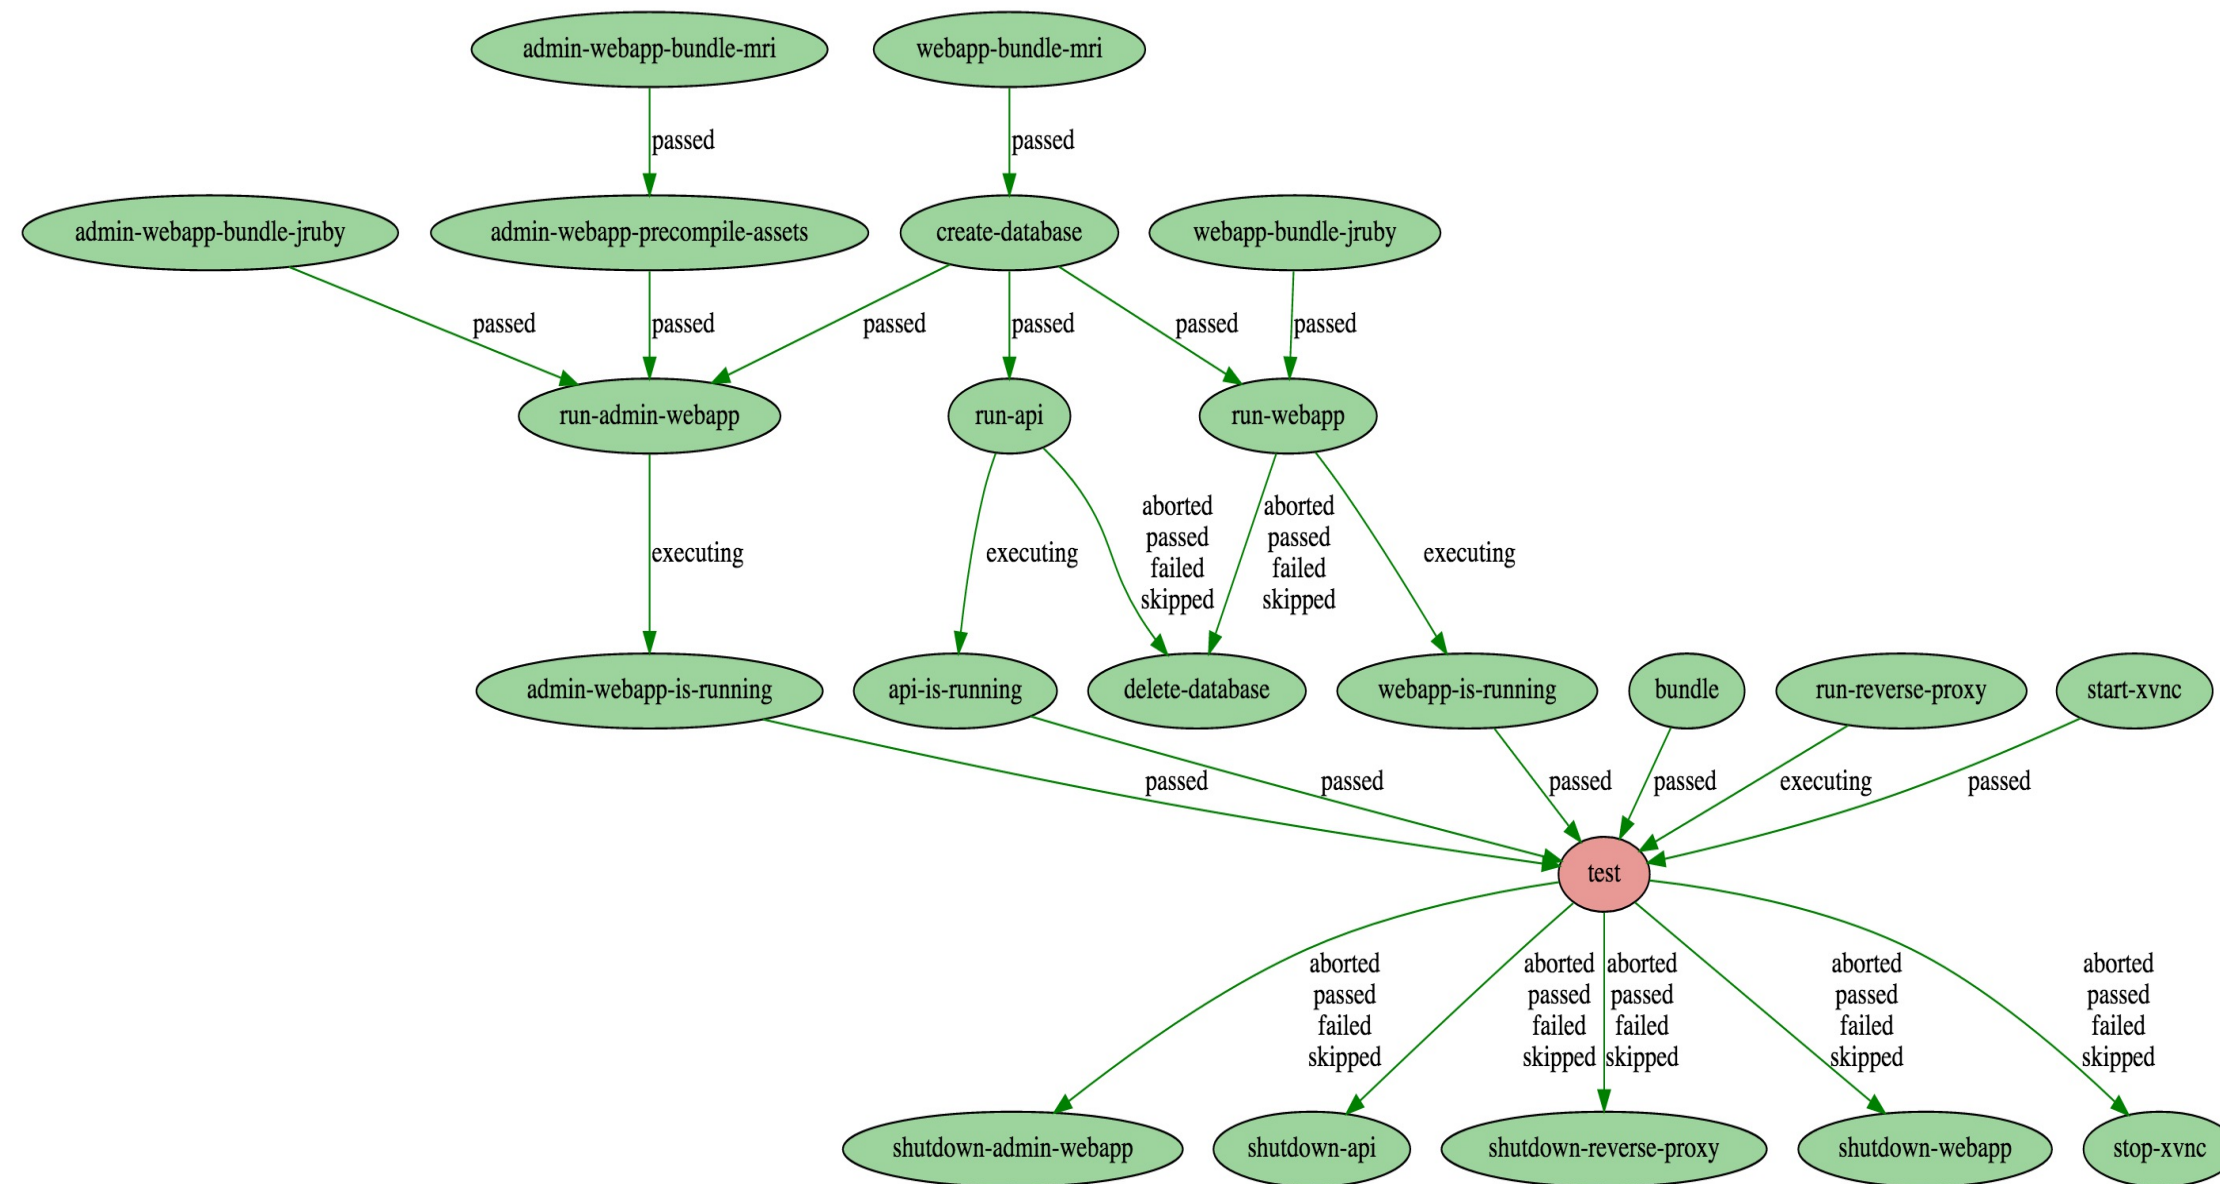 admin-webapp-bundle-mri
webapp-bundle-mri
passed
passed
admin-webapp-bundle-jruby
admin-webapp-precompile-assets
create-database
webapp-bundle-jruby
passed
passed
passed
passed
passed
passed
run-admin-webapp
run-api
run-webapp
executing
executing
aborted
passed
failed
skipped
aborted
passed
failed
skipped
executing
admin-webapp-is-running
api-is-running
delete-database
webapp-is-running
bundle
run-reverse-proxy
start-xvnc
passed
passed
passed
passed
executing
passed
test
aborted
passed
failed
skipped
aborted
passed
failed
skipped
aborted
passed
failed
skipped
aborted
passed
failed
skipped
aborted
passed
failed
skipped
shutdown-admin-webapp
shutdown-api
shutdown-reverse-proxy
shutdown-webapp
stop-xvnc